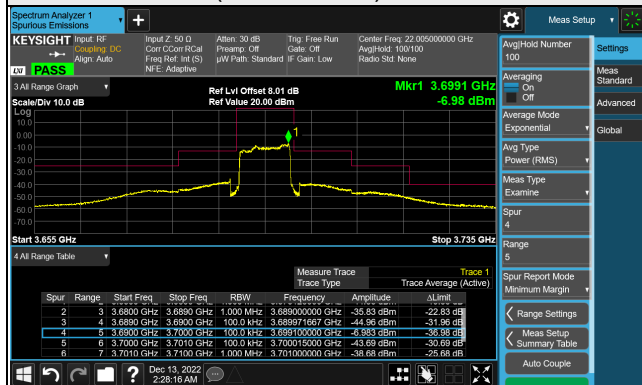 Spectrum Analyzer 1
Spurious Emissions
Meas Setup
KEYSIGHT
Input: RF
Coupling: DC
Align: Auto
Input Z: 50 Ω
Corr CCorr RCal
Freq Ref: Int (S)
NFE: Adaptive
Atten: 30 dB
Preamp: Off
µW Path: Standard
Trig: Free Run
Gate: Off
IF Gain: Low
Center Freq: 22.005000000 GHz
Avg|Hold: 100/100
Radio Std: None
LXI PASS
3 All Range Graph
Scale/Div 10.0 dB
Ref Lvl Offset 8.01 dB
Ref Value 20.00 dBm
Mkr1 3.6991 GHz
-6.98 dBm
Log
10.0
0.00
-10.0
-20.0
-30.0
-40.0
-50.0
-60.0
-70.0
1
Start 3.655 GHz
Stop 3.735 GHz
4 All Range Table
Measure Trace Trace 1
Trace Type Trace Average (Active)
Spur Range Start Freq Stop Freq RBW Frequency Amplitude ΔLimit
2 3 3.6800 GHz 3.6890 GHz 1.000 MHz 3.689000000 GHz -35.83 dBm -22.83 dB
3 4 3.6890 GHz 3.6900 GHz 100.0 kHz 3.689971667 GHz -44.96 dBm -31.96 dB
4 5 3.6900 GHz 3.7000 GHz 100.0 kHz 3.699100000 GHz -6.983 dBm -36.98 dB
5 6 3.7000 GHz 3.7010 GHz 100.0 kHz 3.700015000 GHz -43.69 dBm -30.69 dB
6 7 3.7010 GHz 3.7100 GHz 1.000 MHz 3.701000000 GHz -38.68 dBm -25.68 dB
Dec 13, 2022
2:28:16 AM
Avg|Hold Number
100
Averaging
On
Off
Average Mode
Exponential
Avg Type
Power (RMS)
Meas Type
Examine
Spur
4
Range
5
Spur Report Mode
Minimum Margin
Range Settings
Meas Setup
Summary Table
Auto Couple
Settings
Meas
Standard
Advanced
Global